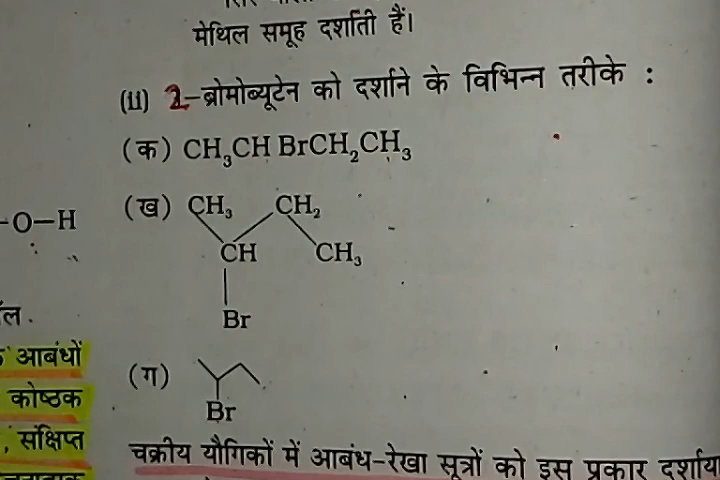 मेथिल समूह दर्शाती हैं।
(ii) 2-ब्रोमोब्यूटेन को दर्शाने के विभिन्न तरीके :
(क) CH₃CH BrCH₂CH₃
(ख) CH₃ CH₂
-O-H
CH CH₃
Br
आबंधों
(ग)
कोष्ठक
Br
, संक्षिप्त
चक्रीय यौगिकों में आबंध-रेखा सूत्रों को इस प्रकार दर्शाया